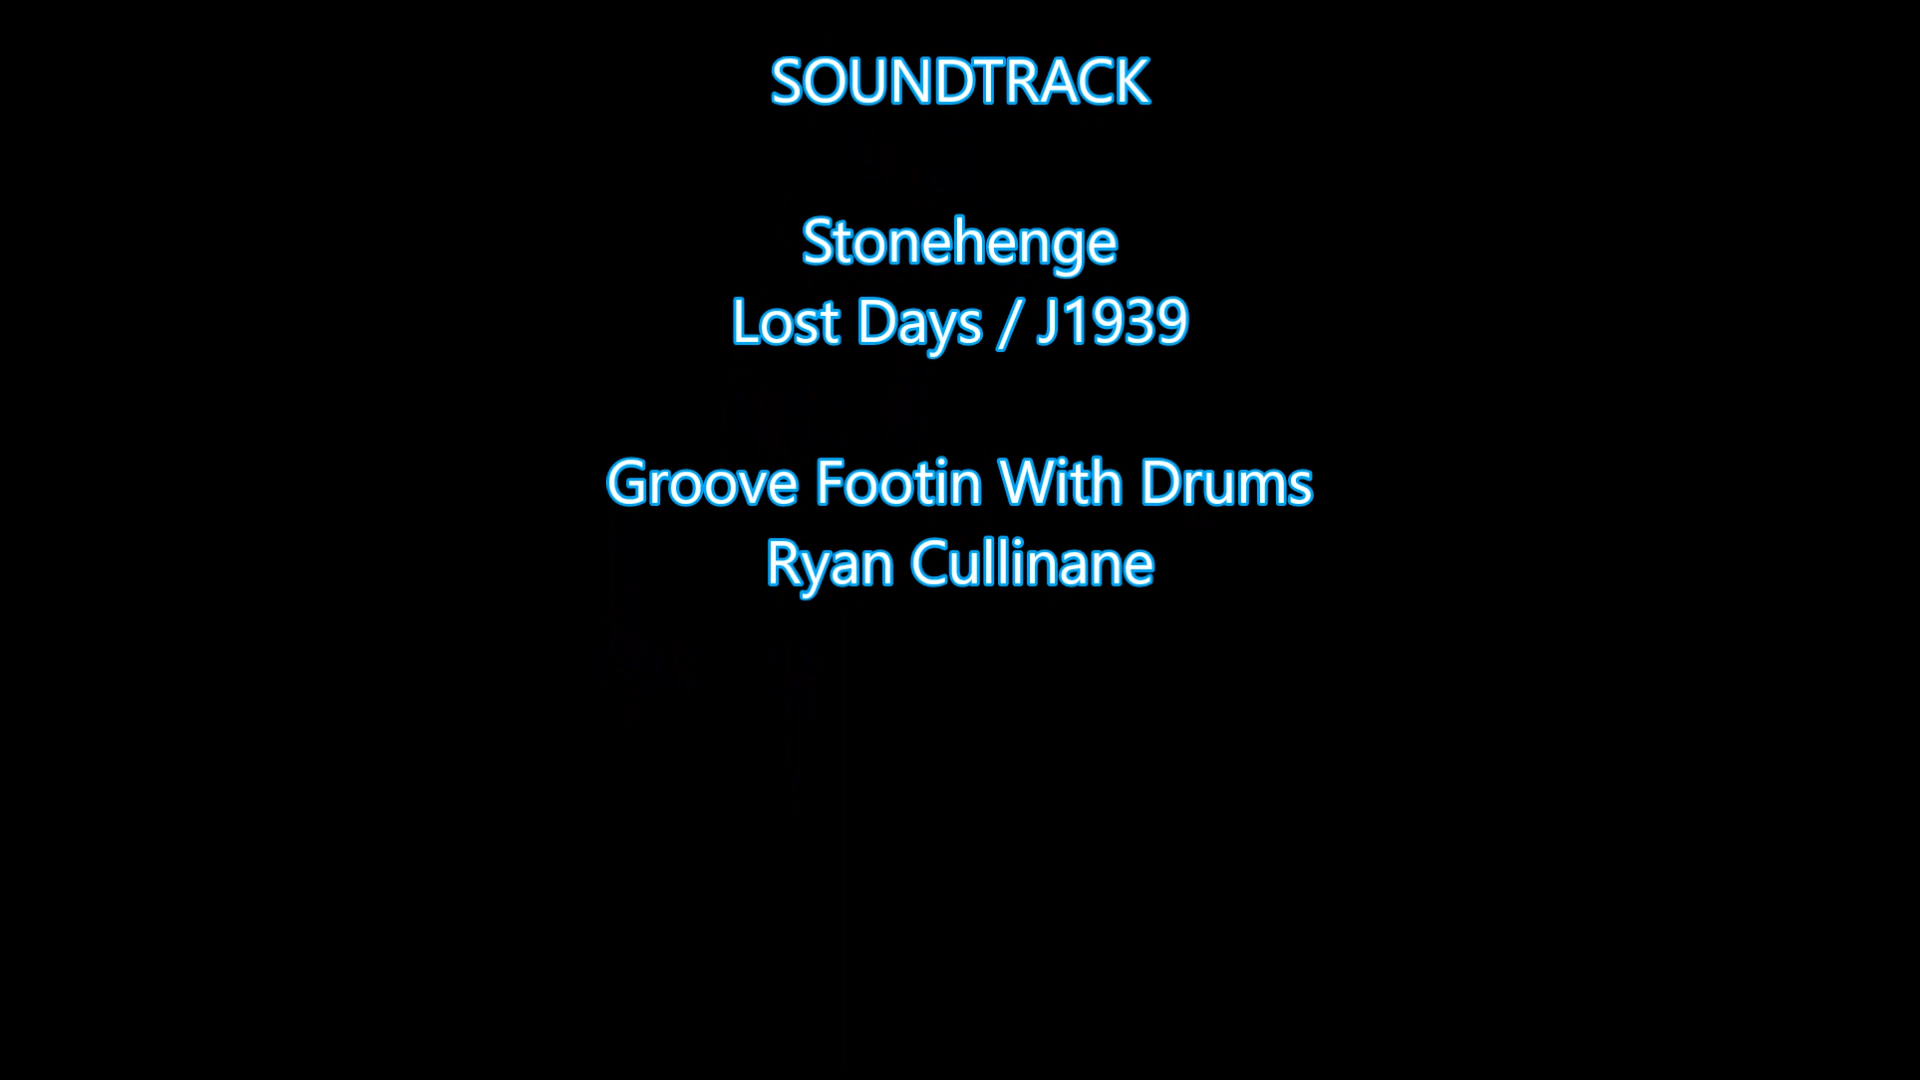 SOUNDTRACK
Stonehenge
Lost Days / J1939
Groove Footin With Drums
Ryan Cullinane